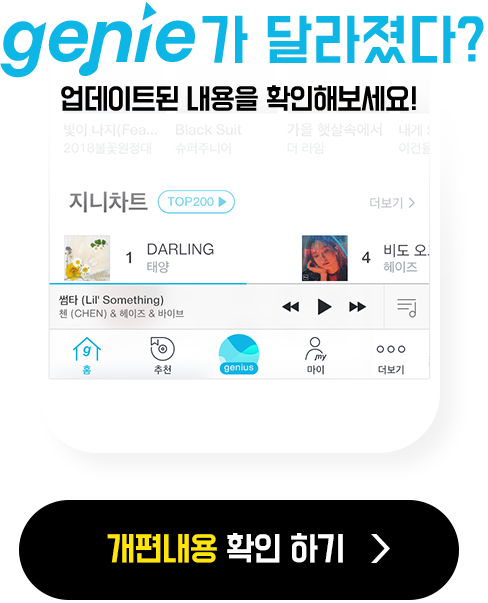 genie가 달라졌다?
업데이트된 내용을 확인해보세요!
빛이 나지(Fea... Black Suit 가을 햇살속에서 내게
2018불꽃원정대 슈퍼주니어 더 라임
지니차트 TOP200 ▶ 더보기 >
1 DARLING 4 비도 오..
태양 헤이즈
썸타 (Lil' Something)
첸 (CHEN) & 헤이즈 & 바이브
g my
genius
홈 추천 마이 더보기
개편내용 확인 하기 >